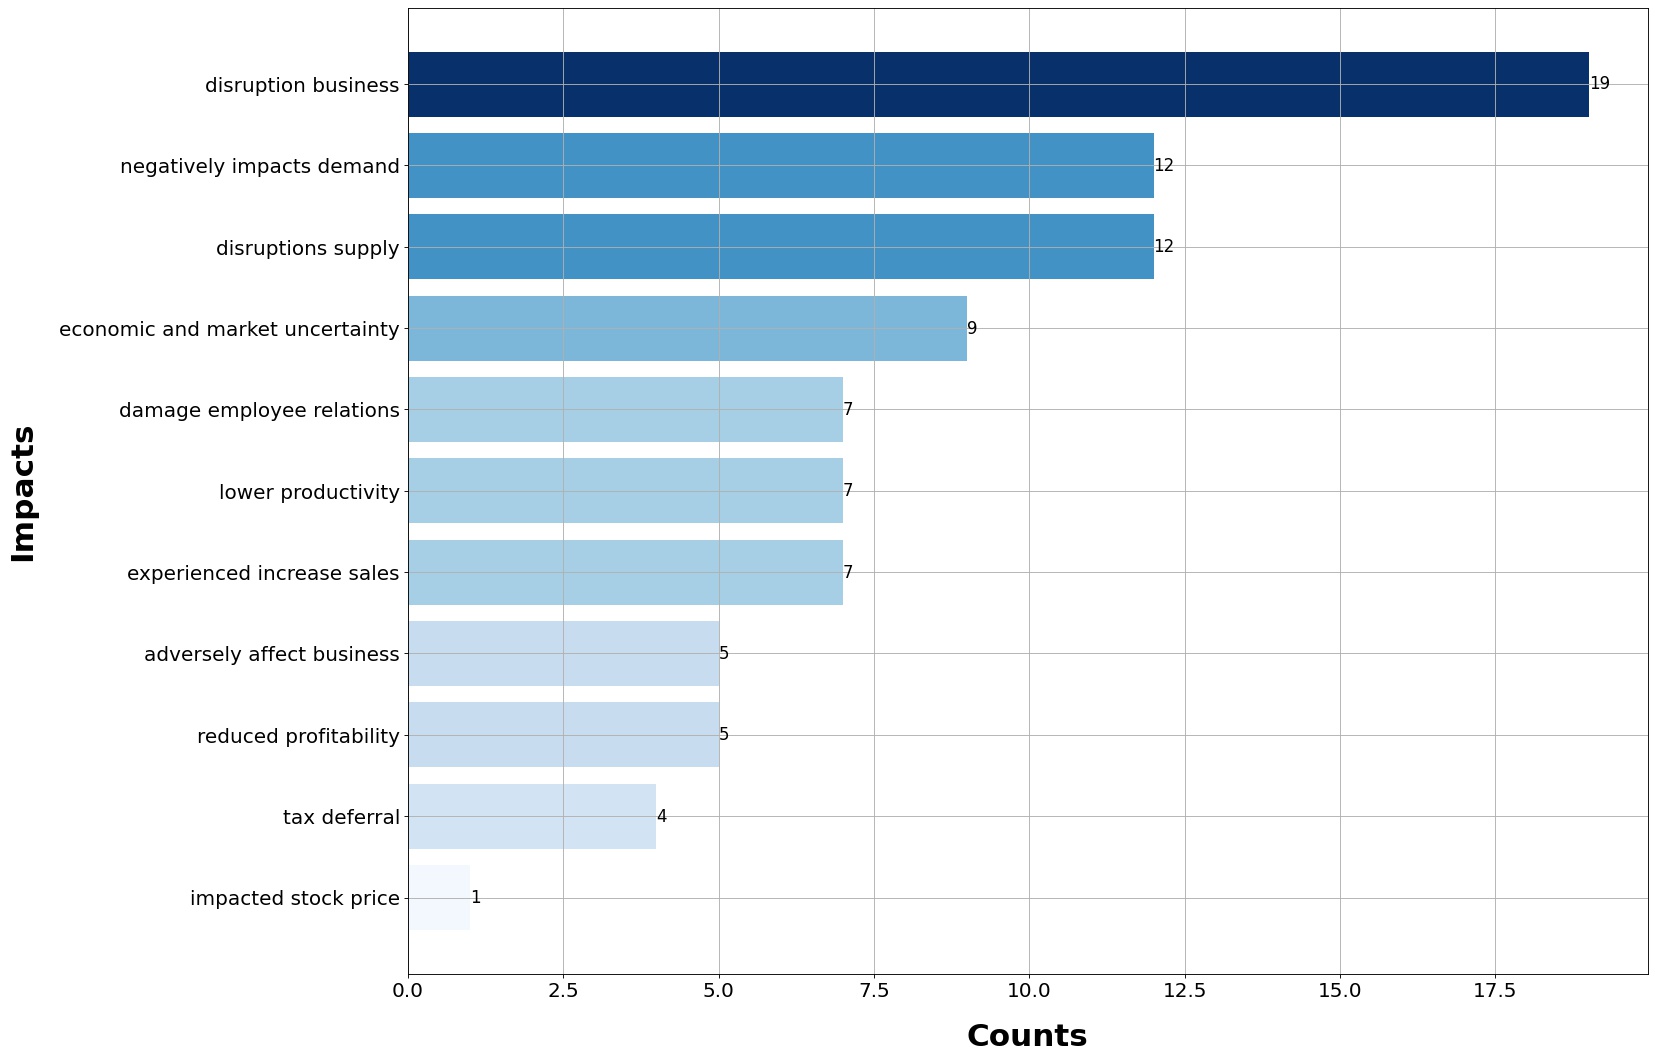 disruption business
19
negatively impacts demand
12
disruptions supply
12
economic and market uncertainty
9
damage employee relations
7
lower productivity
7
experienced increase sales
7
adversely affect business
5
reduced profitability
5
tax deferral
4
impacted stock price
1
Impacts
0.0 2.5 5.0 7.5 10.0 12.5 15.0 17.5
Counts